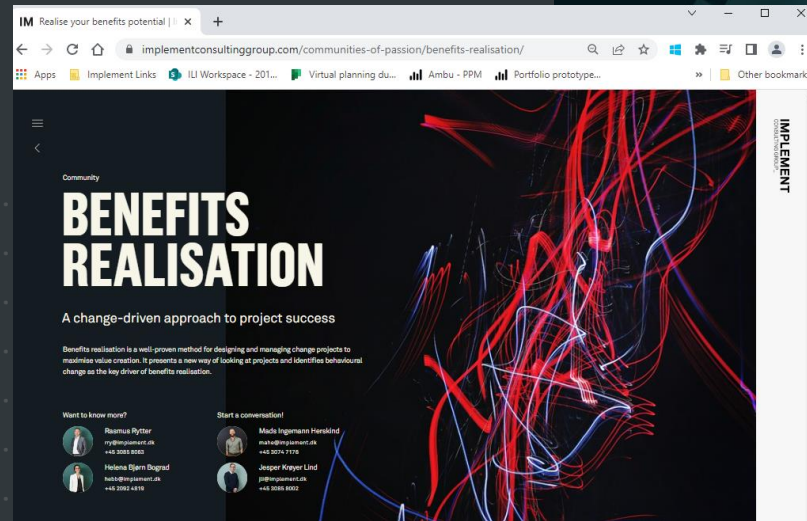 IM Realise your benefits potential |
implementconsultinggroup.com/communities-of-passion/benefits-realisation/
Apps Implement Links ILI Workspace - 201... Virtual planning du... Ambu - PPM Portfolio prototype... » Other bookmark
IMPLEMENT
CONSULTING GROUP
Community
BENEFITS
REALISATION
A change-driven approach to project success
Benefits realisation is a well-proven method for designing and managing change projects to
maximise value creation. It presents a new way of looking at projects and identifies behavioural
change as the key driver of benefits realisation.
Want to know more?
Rasmus Rytter
rry@implement.dk
+45 3085 8083
Helena Bjørn Bograd
hebb@implement.dk
+45 2092 4819
Start a conversation!
Mads Ingemann Herskind
mahe@implement.dk
+45 3074 7176
Jesper Krøyer Lind
jli@implement.dk
+45 3085 8002